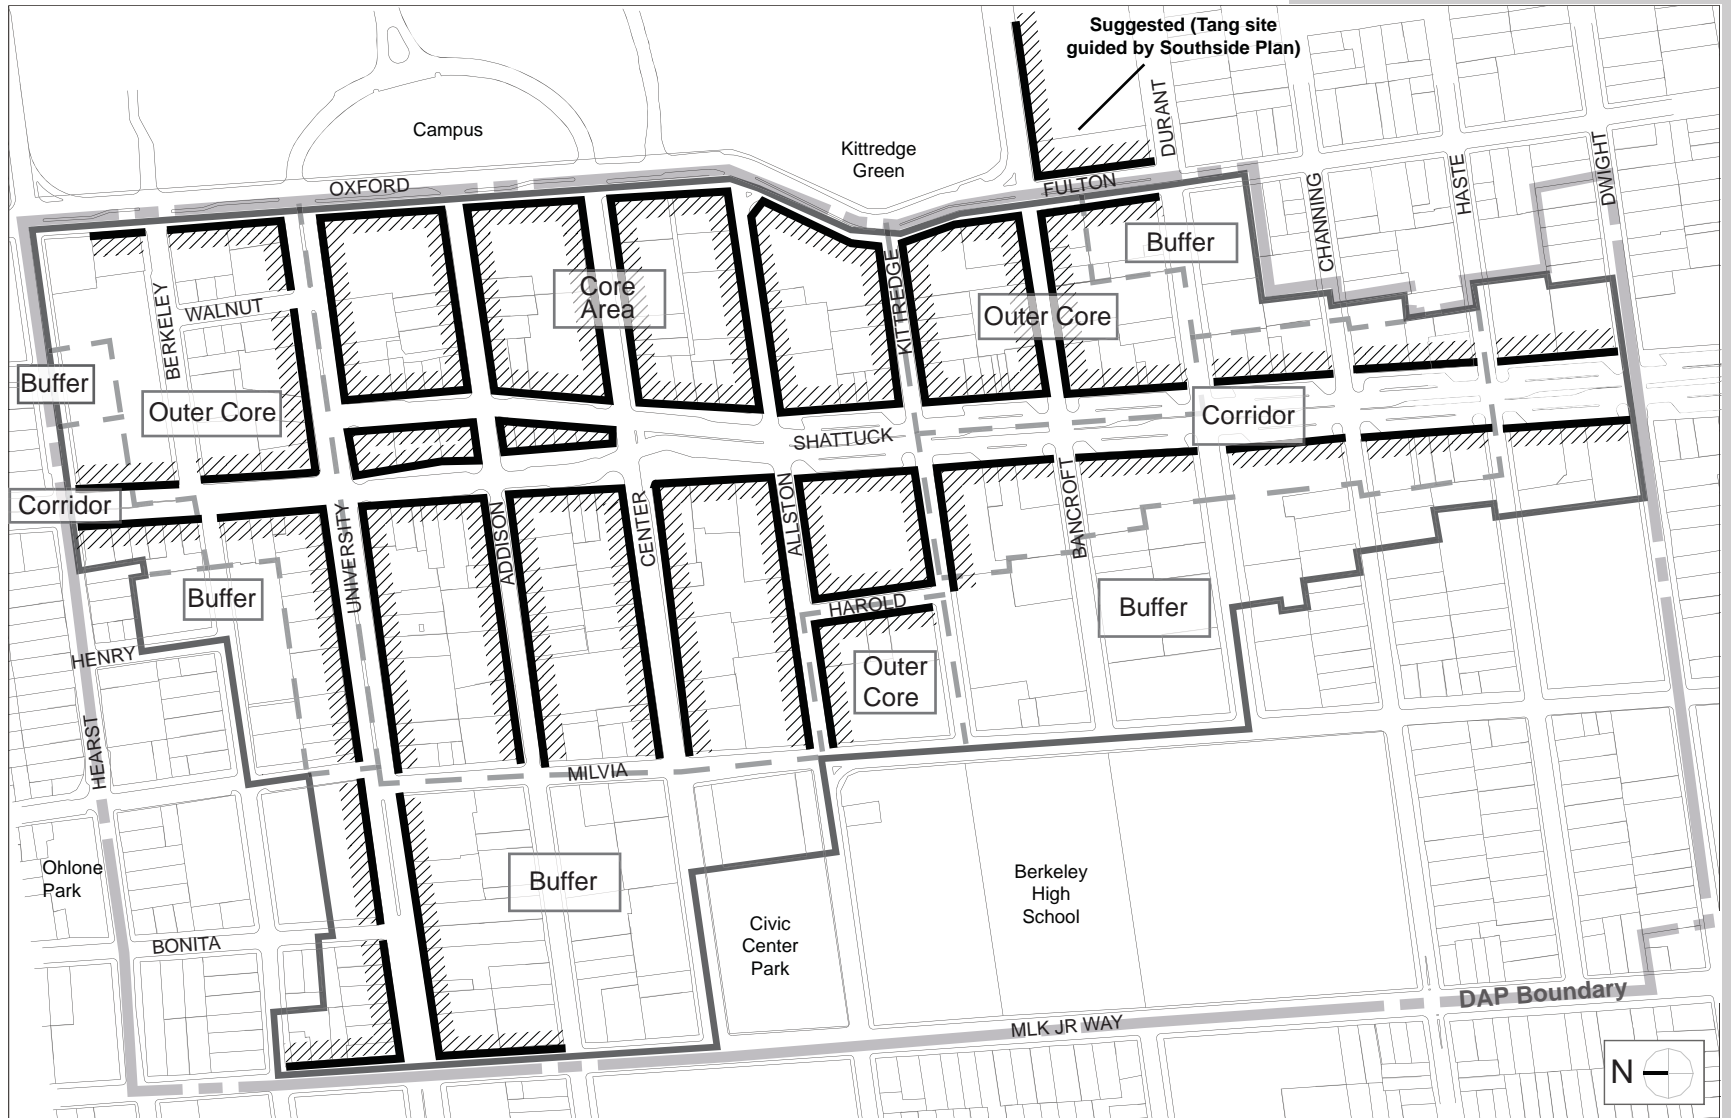 Suggested (Tang site
guided by Southside Plan)
Campus
Kittredge
Green
DURANT
OXFORD
FULTON
DWIGHT
HASTE
CHANNING
Buffer
KITTREDGE
Core
Area
BERKELEY
WALNUT
Outer Core
Buffer
Outer Core
Corridor
SHATTUCK
Corridor
UNIVERSITY
ADDISON
CENTER
ALLSTON
BANCROFT
Buffer
HAROLD
Buffer
HENRY
Outer
Core
HEARST
MILVIA
Ohlone
Park
Buffer
Berkeley
High
School
Civic
Center
Park
BONITA
DAP Boundary
MLK JR WAY
N